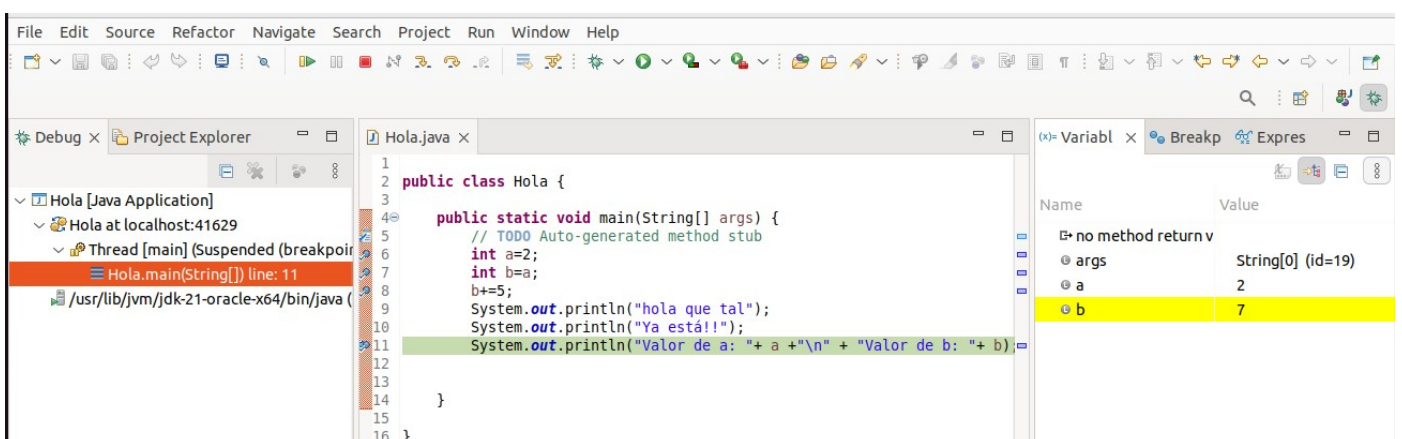 File Edit Source Refactor Navigate Search Project Run Window Help
Debug Project Explorer
Hola [Java Application]
Hola at localhost:41629
Thread [main] (Suspended (breakpoin
Hola.main(String[]) line: 11
/usr/lib/jvm/jdk-21-oracle-x64/bin/java (
Hola.java
1
2 public class Hola {
3
4 public static void main(String[] args) {
5 // TODO Auto-generated method stub
6 int a=2;
7 int b=a;
8 b+=5;
9 System.out.println("hola que tal");
10 System.out.println("Ya está!!");
11 System.out.println("Valor de a: "+ a +"\n" + "Valor de b: "+ b);
12
13
14 }
15
16 }
(x)= Variabl Breakp Expres
Name Value
no method return v
args String[0] (id=19)
a 2
b 7